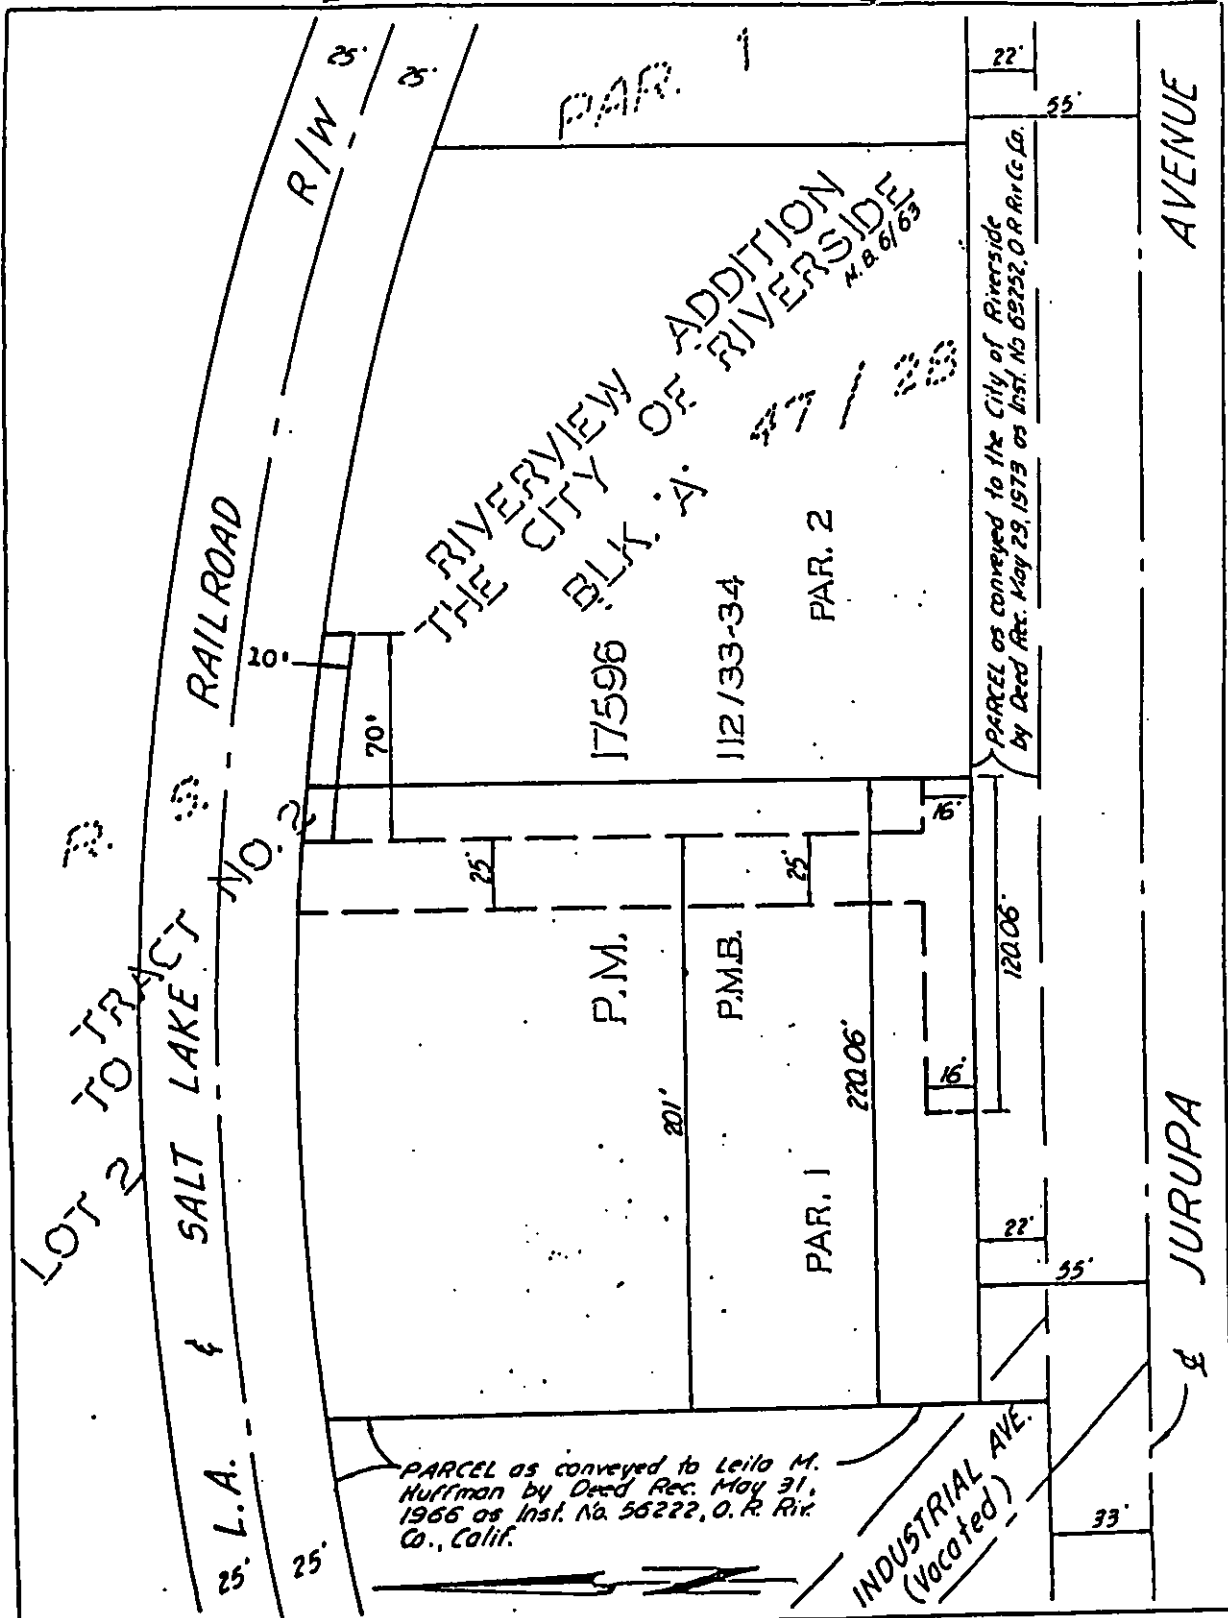 LOT 2 TO TRACT NO. 2
R. S.
L.A. & SALT LAKE RAILROAD R/W
25'
25'
25'
25'
PAR. 1
22'
55'
RIVERVIEW ADDITION
THE CITY OF RIVERSIDE
M.B. 6/63
BLK. "A"
47 / 28
20'
70'
P.M. 17596
P.M.B. 112/33-34
PAR. 1
PAR. 2
25'
25'
201'
220.06'
16'
16'
120.06'
22'
55'
33'
PARCEL as conveyed to the City of Riverside
by Deed Rec. May 29, 1973 as Inst. No 69252, O R Riv Co Co.
PARCEL as conveyed to Leila M.
Huffman by Deed Rec. May 31,
1966 as Inst. No. 56222, O. R. Riv.
Co., Calif.
INDUSTRIAL AVE.
(Vacated)
℄ JURUPA AVENUE